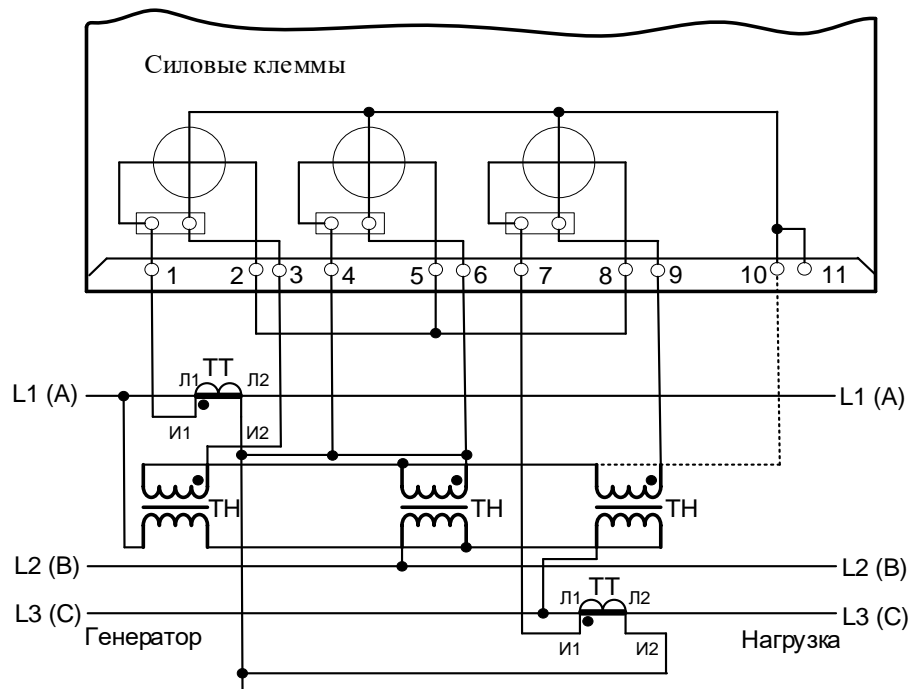 Силовые клеммы
1 2 3 4 5 6 7 8 9 10 11
ТТ
L1 (A) Л1 Л2 L1 (A)
И1 И2
ТН ТН ТН
L2 (B) L2 (B)
ТТ
L3 (C) Л1 Л2 L3 (C)
Генератор И1 И2 Нагрузка